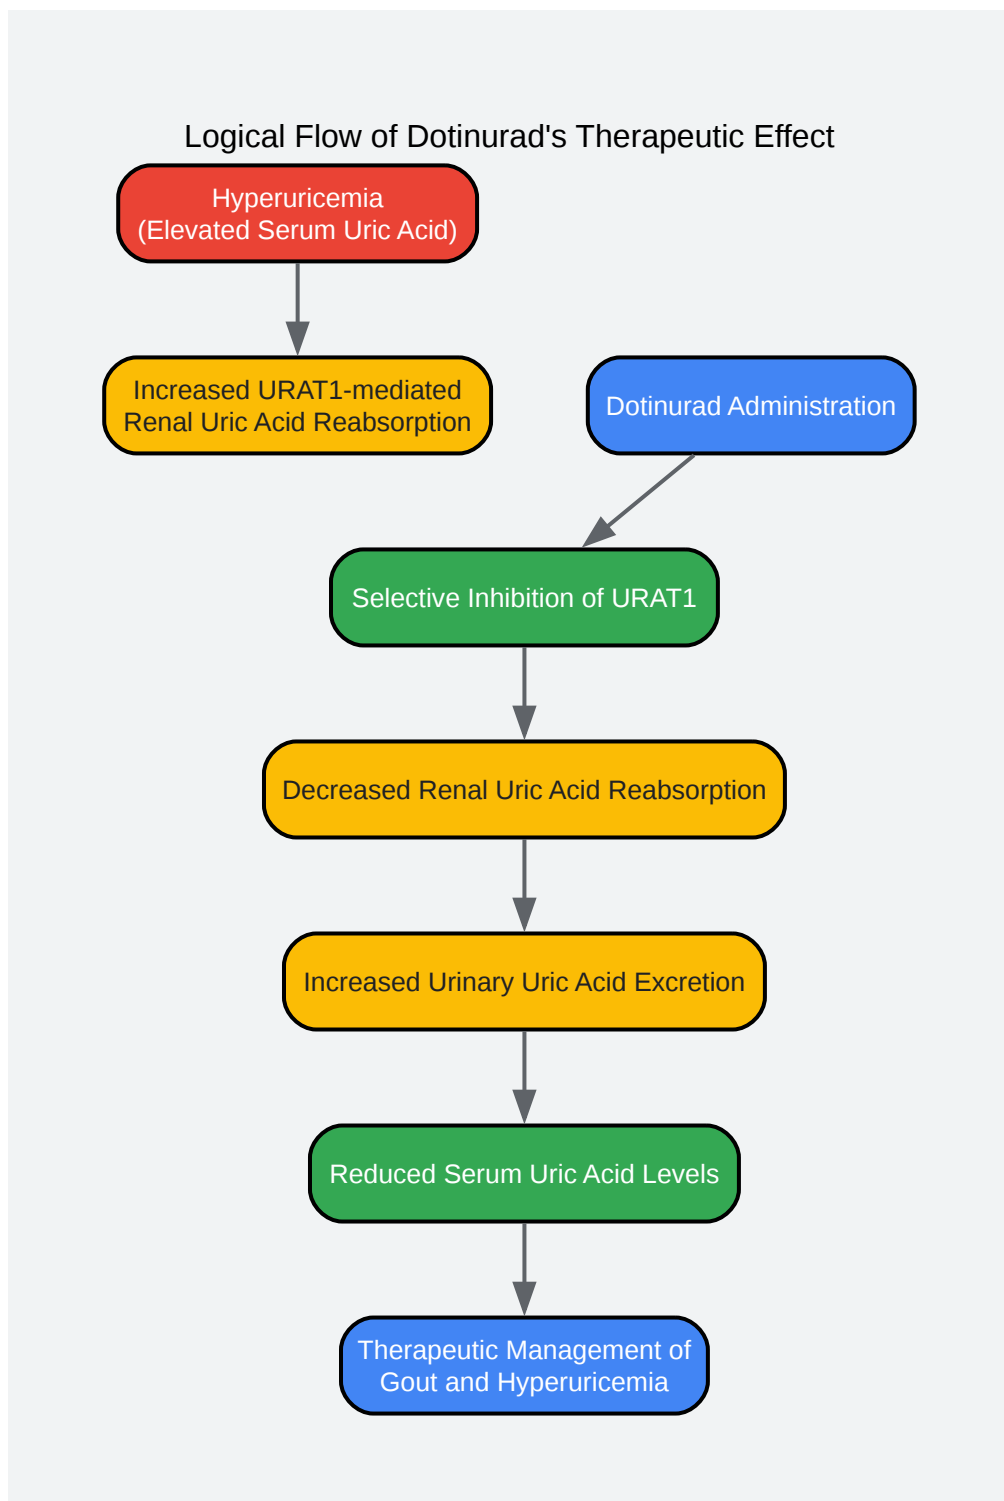 Logical Flow of Dotinurad's Therapeutic Effect
Hyperuricemia
(Elevated Serum Uric Acid)
Increased URAT1-mediated
Renal Uric Acid Reabsorption
Dotinurad Administration
Selective Inhibition of URAT1
Decreased Renal Uric Acid Reabsorption
Increased Urinary Uric Acid Excretion
Reduced Serum Uric Acid Levels
Therapeutic Management of
Gout and Hyperuricemia